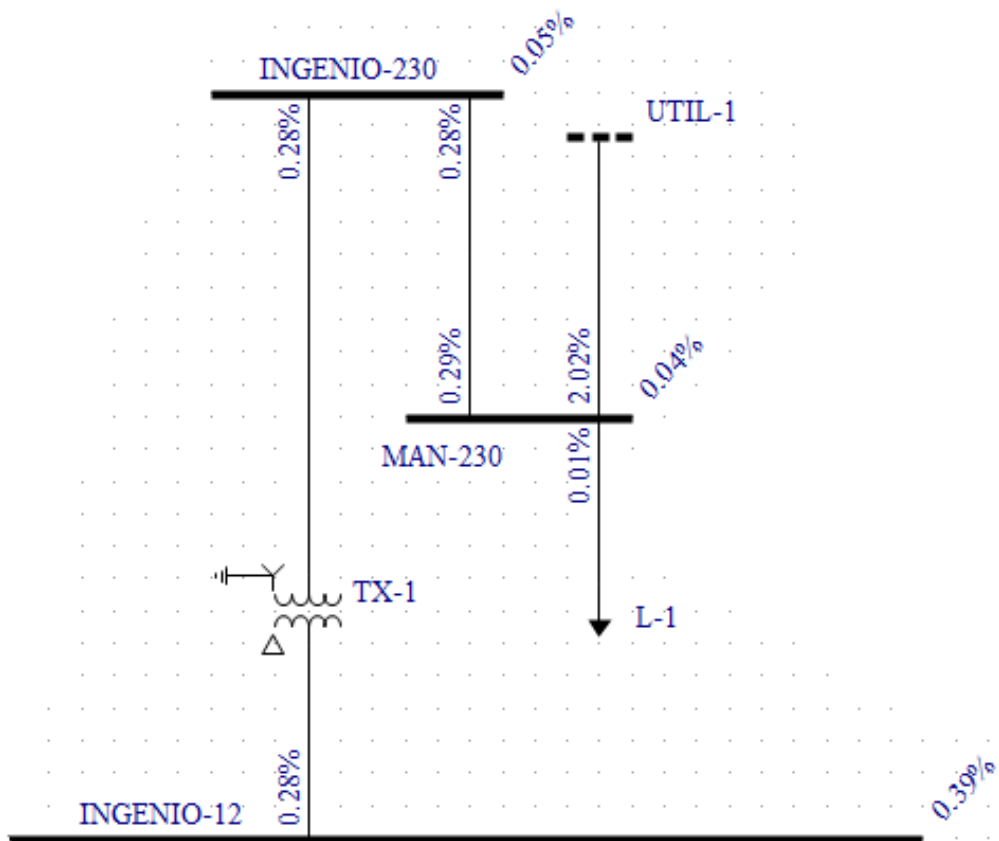 0.05%
INGENIO-230
UTIL-1
0.28%
0.28%
0.29%
2.02%
0.04%
MAN-230
0.01%
TX-1
L-1
0.28%
0.39%
INGENIO-12